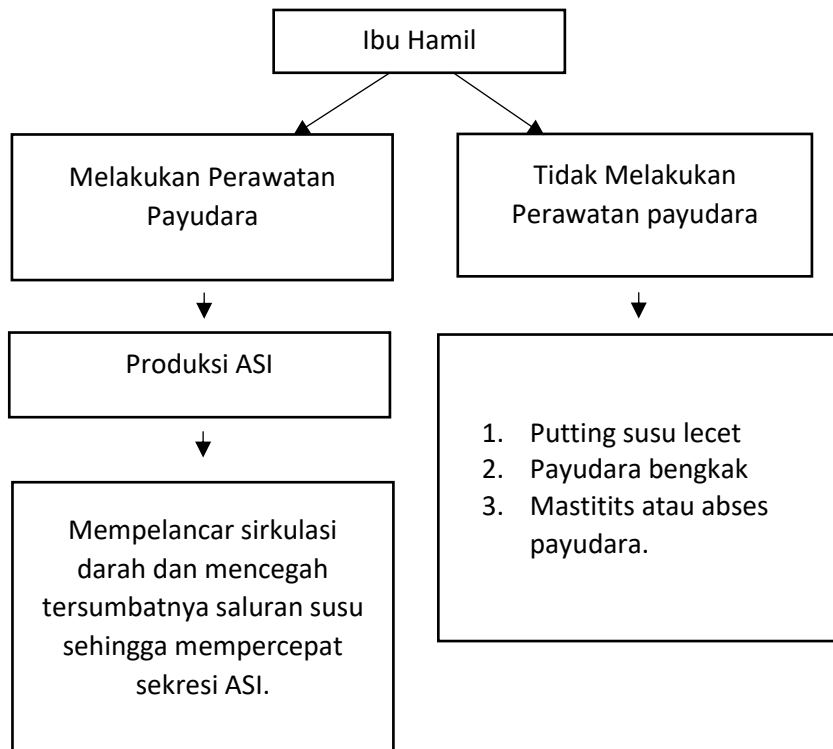 Ibu Hamil
Melakukan Perawatan
Payudara
Tidak Melakukan
Perawatan payudara
Produksi ASI
1. Putting susu lecet
2. Payudara bengkak
3. Mastitits atau abses
payudara.
Mempelancar sirkulasi
darah dan mencegah
tersumbatnya saluran susu
sehingga mempercepat
sekresi ASI.